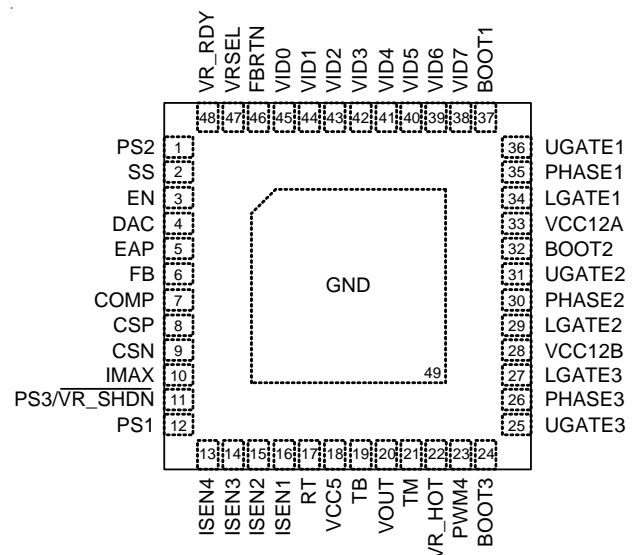 VR_RDY
VRSEL
FBRTN
VID0
VID1
VID2
VID3
VID4
VID5
VID6
VID7
BOOT1
48 47 46 45 44 43 42 41 40 39 38 37
PS2 1
SS 2
EN 3
DAC 4
EAP 5
FB 6
COMP 7
CSP 8
CSN 9
IMAX 10
PS3/VR_SHDN 11
PS1 12
GND
49
36 UGATE1
35 PHASE1
34 LGATE1
33 VCC12A
32 BOOT2
31 UGATE2
30 PHASE2
29 LGATE2
28 VCC12B
27 LGATE3
26 PHASE3
25 UGATE3
13 14 15 16 17 18 19 20 21 22 23 24
ISEN4
ISEN3
ISEN2
ISEN1
RT
VCC5
TB
VOUT
TM
VR_HOT
PWM4
BOOT3